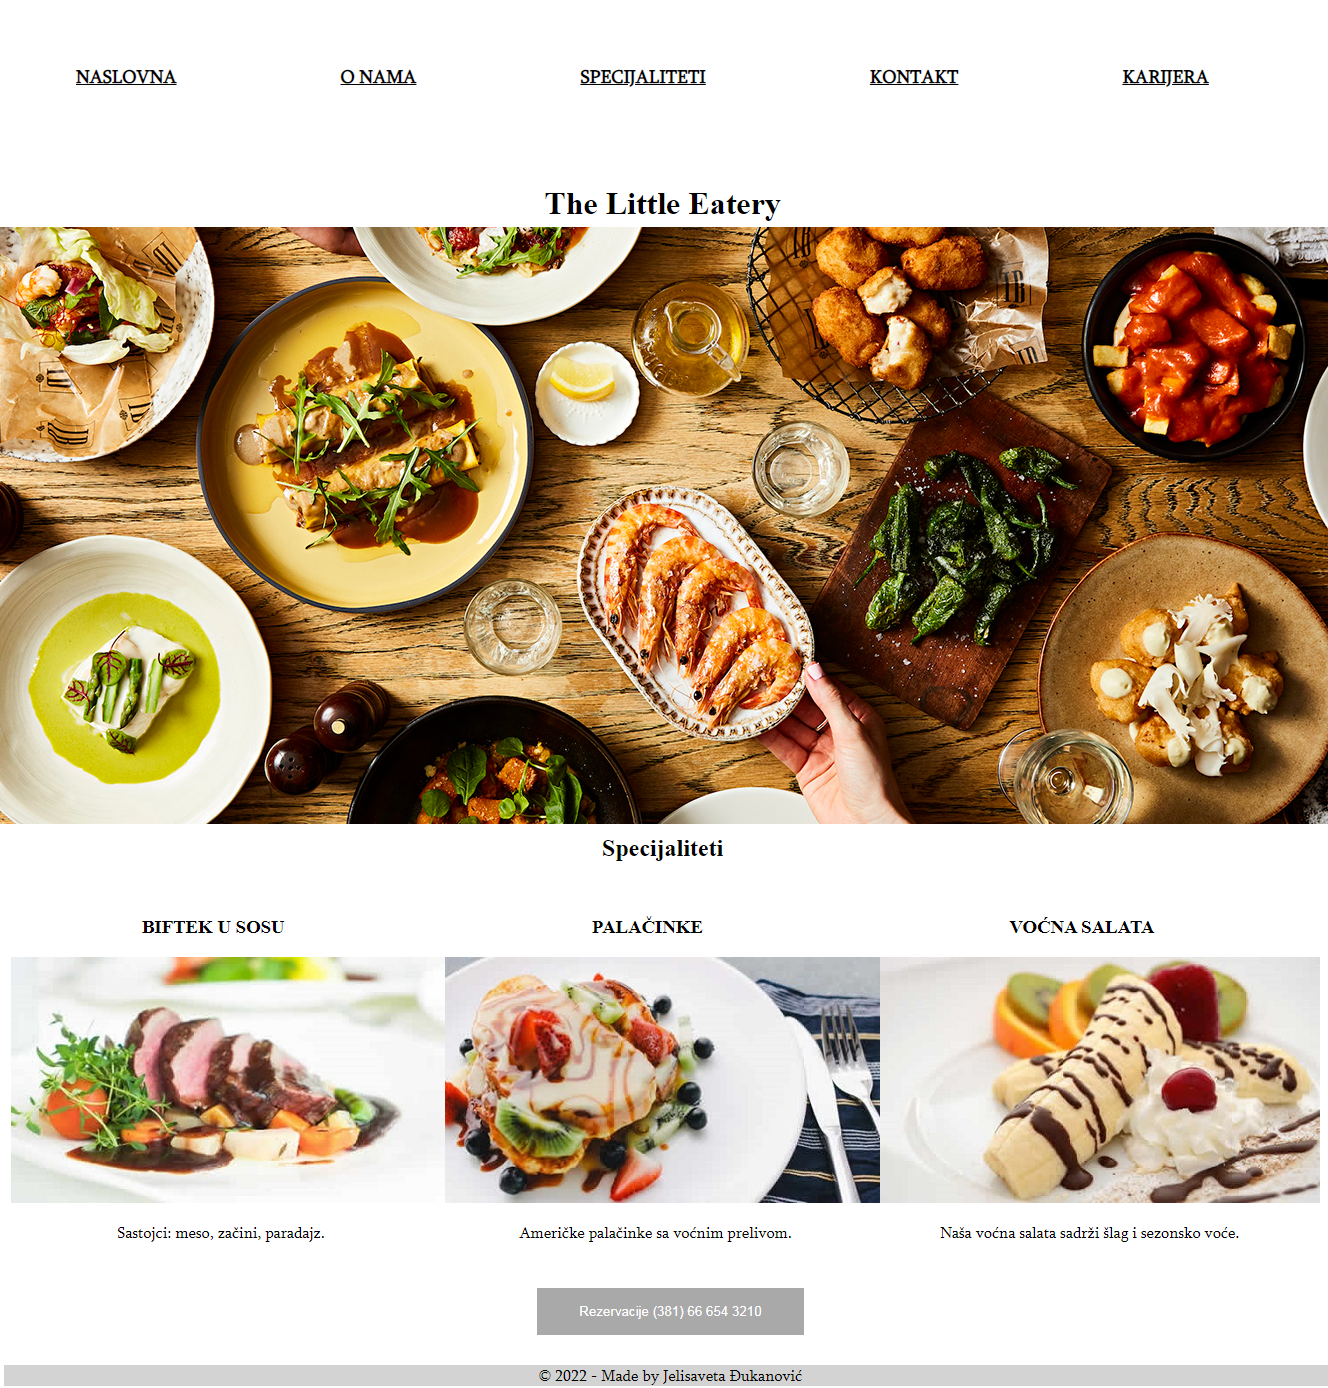 NASLOVNA O NAMA SPECIJALITETI KONTAKT KARIJERA
The Little Eatery
Specijaliteti
BIFTEK U SOSU PALAČINKE VOĆNA SALATA
Sastojci: meso, začini, paradajz. Američke palačinke sa voćnim prelivom. Naša voćna salata sadrži šlag i sezonsko voće.
Rezervacije (381) 66 654 3210
© 2022 - Made by Jelisaveta Đukanović